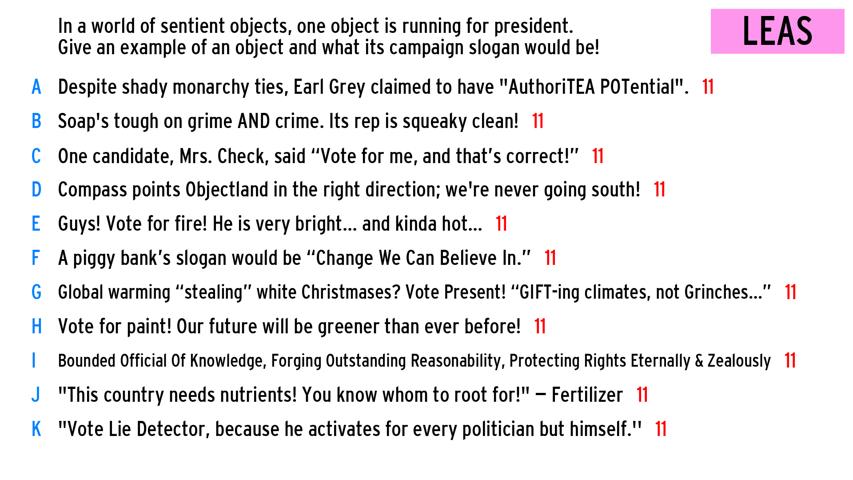 In a world of sentient objects, one object is running for president.
Give an example of an object and what its campaign slogan would be!
LEAS
A Despite shady monarchy ties, Earl Grey claimed to have "AuthoriTEA POTential". 11
B Soap's tough on grime AND crime. Its rep is squeaky clean! 11
C One candidate, Mrs. Check, said “Vote for me, and that’s correct!” 11
D Compass points Objectland in the right direction; we're never going south! 11
E Guys! Vote for fire! He is very bright... and kinda hot... 11
F A piggy bank’s slogan would be “Change We Can Believe In.” 11
G Global warming “stealing” white Christmases? Vote Present! “GIFT-ing climates, not Grinches...” 11
H Vote for paint! Our future will be greener than ever before! 11
I Bounded Official Of Knowledge, Forging Outstanding Reasonability, Protecting Rights Eternally & Zealously 11
J "This country needs nutrients! You know whom to root for!" – Fertilizer 11
K "Vote Lie Detector, because he activates for every politician but himself." 11